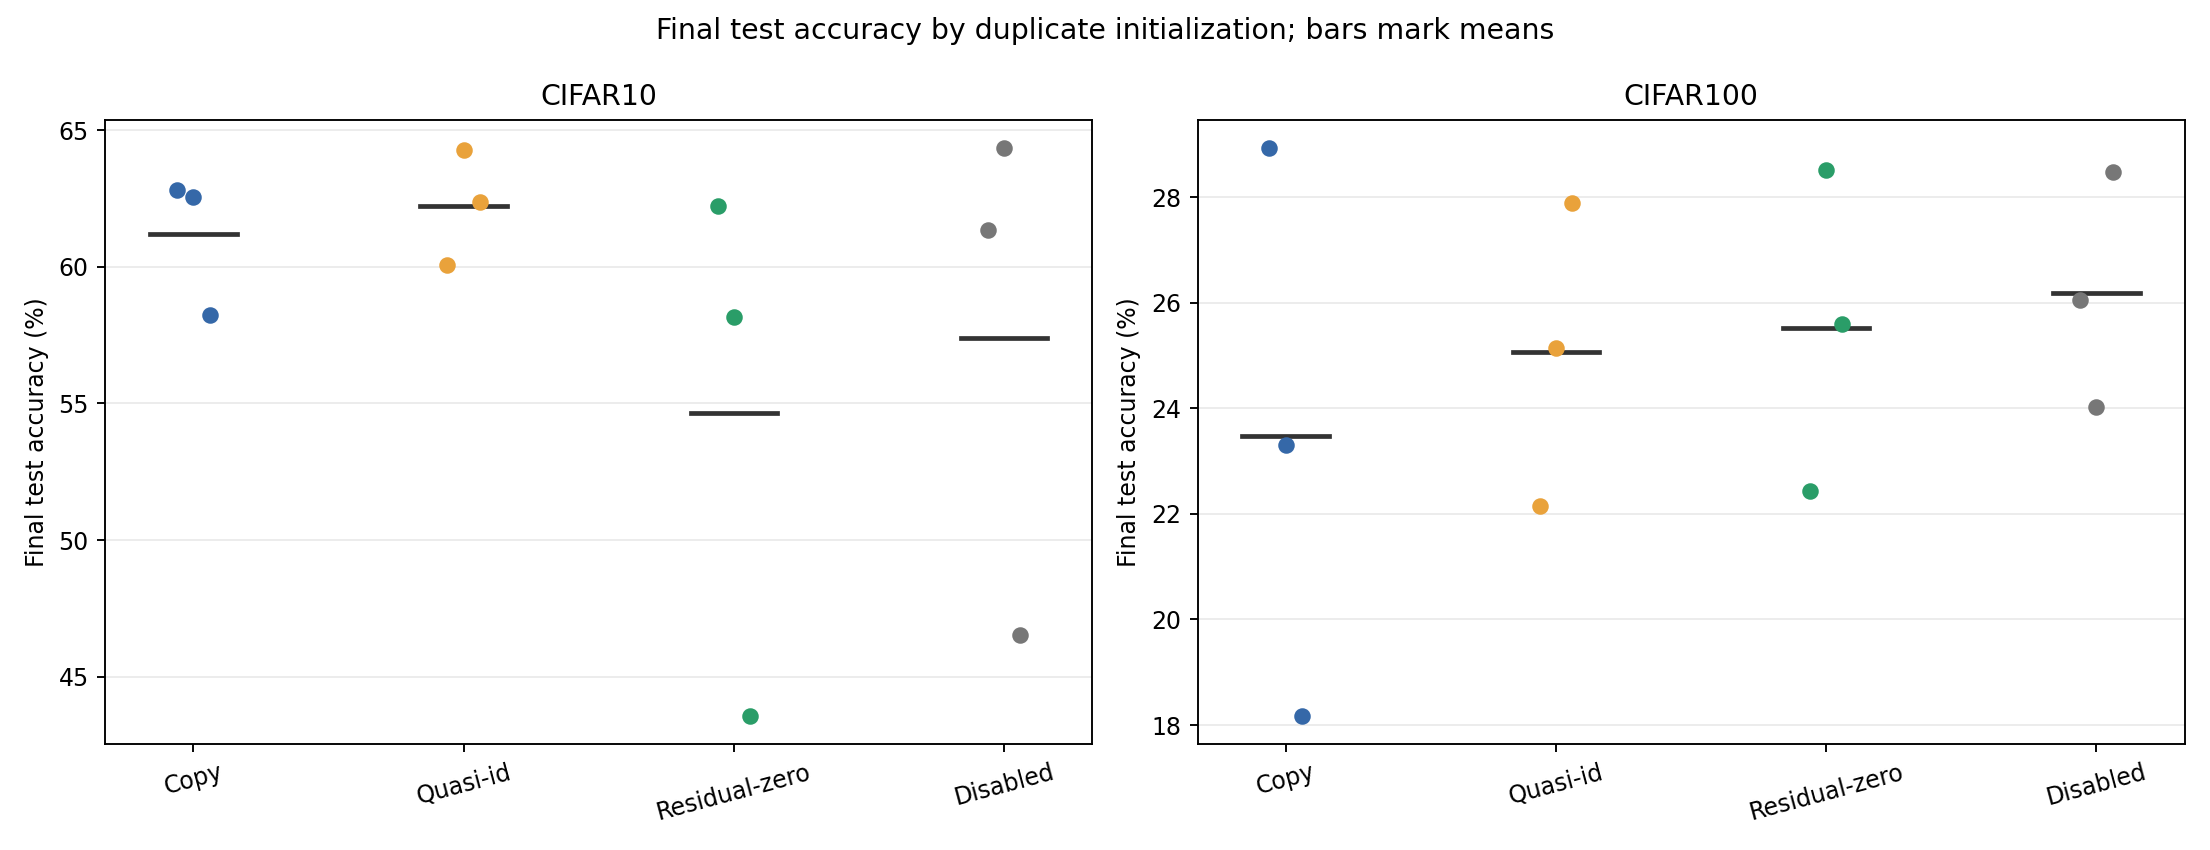 Final test accuracy by duplicate initialization; bars mark means
CIFAR10
Final test accuracy (%)
65
60
55
50
45
Copy
Quasi-id
Residual-zero
Disabled
CIFAR100
Final test accuracy (%)
28
26
24
22
20
18
Copy
Quasi-id
Residual-zero
Disabled